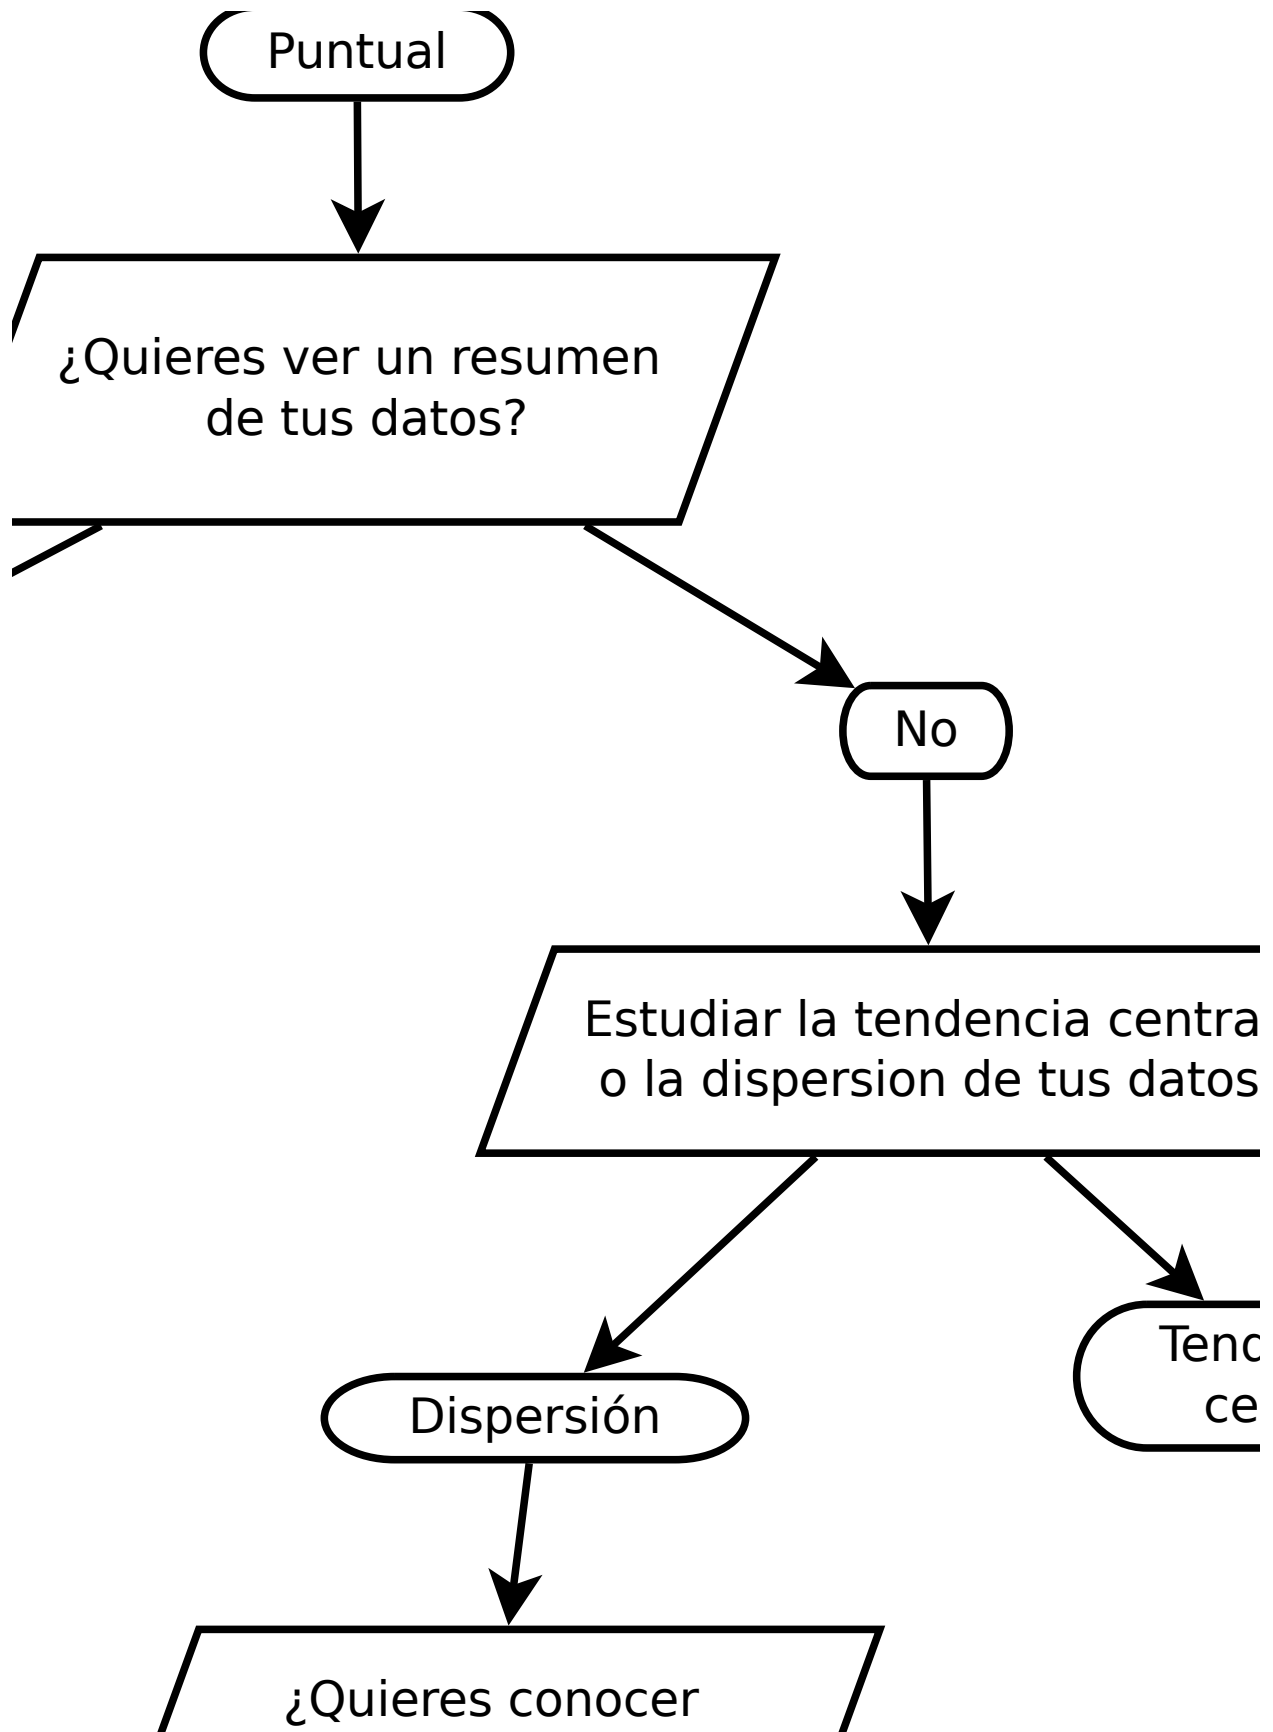 Puntual
¿Quieres ver un resumen
de tus datos?
No
Estudiar la tendencia centra
o la dispersion de tus datos
Dispersión
Tend
ce
¿Quieres conocer